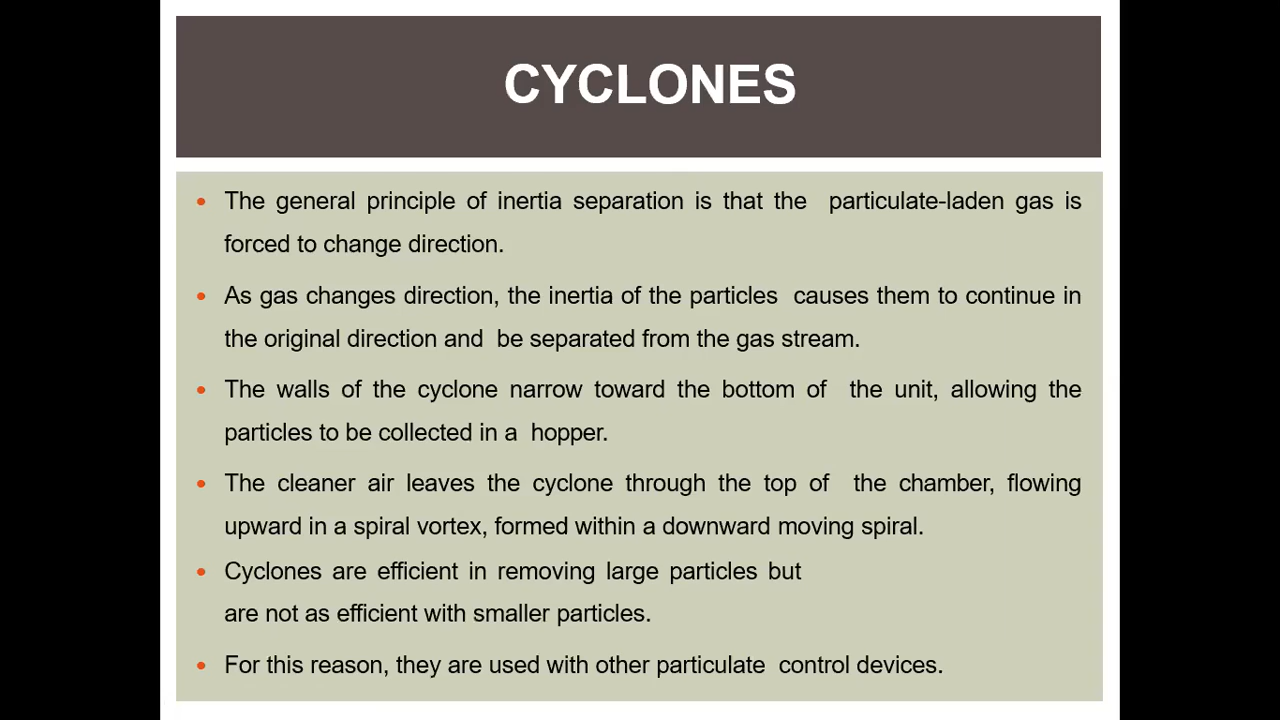 CYCLONES
• The general principle of inertia separation is that the particulate-laden gas is
forced to change direction.
• As gas changes direction, the inertia of the particles causes them to continue in
the original direction and be separated from the gas stream.
• The walls of the cyclone narrow toward the bottom of the unit, allowing the
particles to be collected in a hopper.
• The cleaner air leaves the cyclone through the top of the chamber, flowing
upward in a spiral vortex, formed within a downward moving spiral.
• Cyclones are efficient in removing large particles but
are not as efficient with smaller particles.
• For this reason, they are used with other particulate control devices.